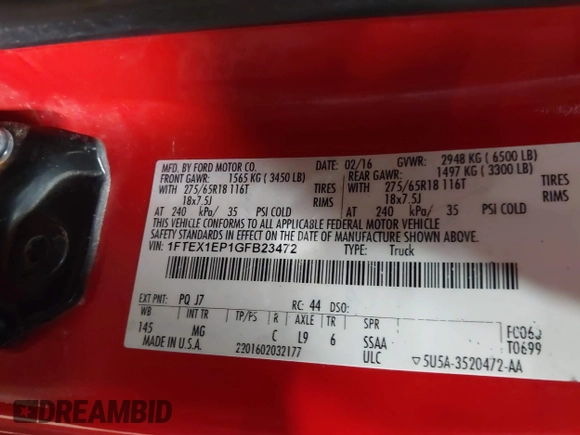 MFD. BY FORD MOTOR CO. DATE: 02/16 GVWR: 2948 KG ( 6500 LB)
FRONT GAWR: 1565 KG ( 3450 LB) REAR GAWR: 1497 KG ( 3300 LB)
WITH 275/65R18 116T TIRES WITH 275/65R18 116T TIRES
18x7.5J RIMS 18x7.5J RIMS
AT 240 kPa/ 35 PSI COLD AT 240 kPa/ 35 PSI COLD
THIS VEHICLE CONFORMS TO ALL APPLICABLE FEDERAL MOTOR VEHICLE
SAFETY STANDARDS IN EFFECT ON THE DATE OF MANUFACTURE SHOWN ABOVE.
VIN: 1FTEX1EP1GFB23472 TYPE: Truck
EXT PNT: PQ J7 RC: 44 DSO:
WB INT TR TP/PS R AXLE TR SPR
145 MG C L9 6 SSAA
MADE IN U.S.A. 2201602032177 ULC
T0699
▽5U5A-3520472-AA
DREAMBID